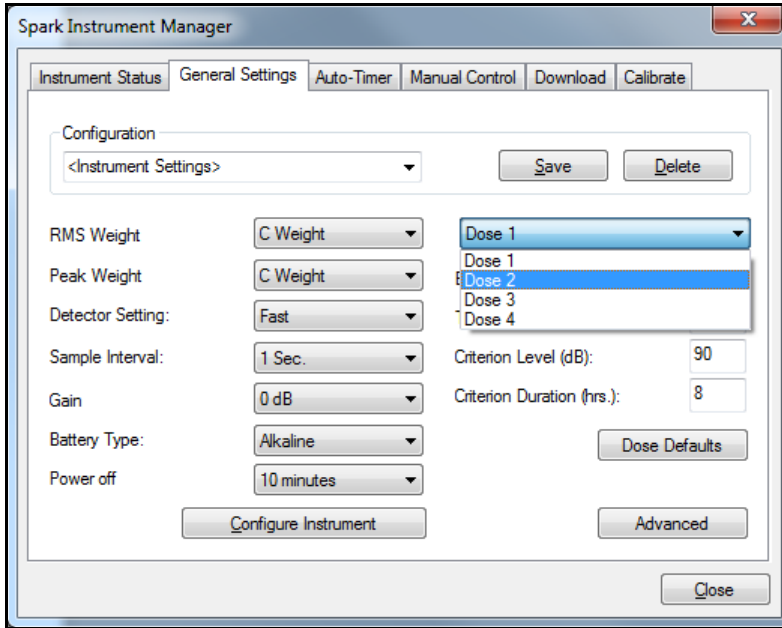 Spark Instrument Manager
Instrument Status General Settings Auto-Timer Manual Control Download Calibrate
Configuration
<Instrument Settings> Save Delete
RMS Weight C Weight Dose 1
Dose 1
Peak Weight C Weight Dose 2
Dose 3
Detector Setting: Fast Dose 4
Sample Interval: 1 Sec. Criterion Level (dB): 90
Gain 0 dB Criterion Duration (hrs.): 8
Battery Type: Alkaline Dose Defaults
Power off 10 minutes
Configure Instrument Advanced
Close